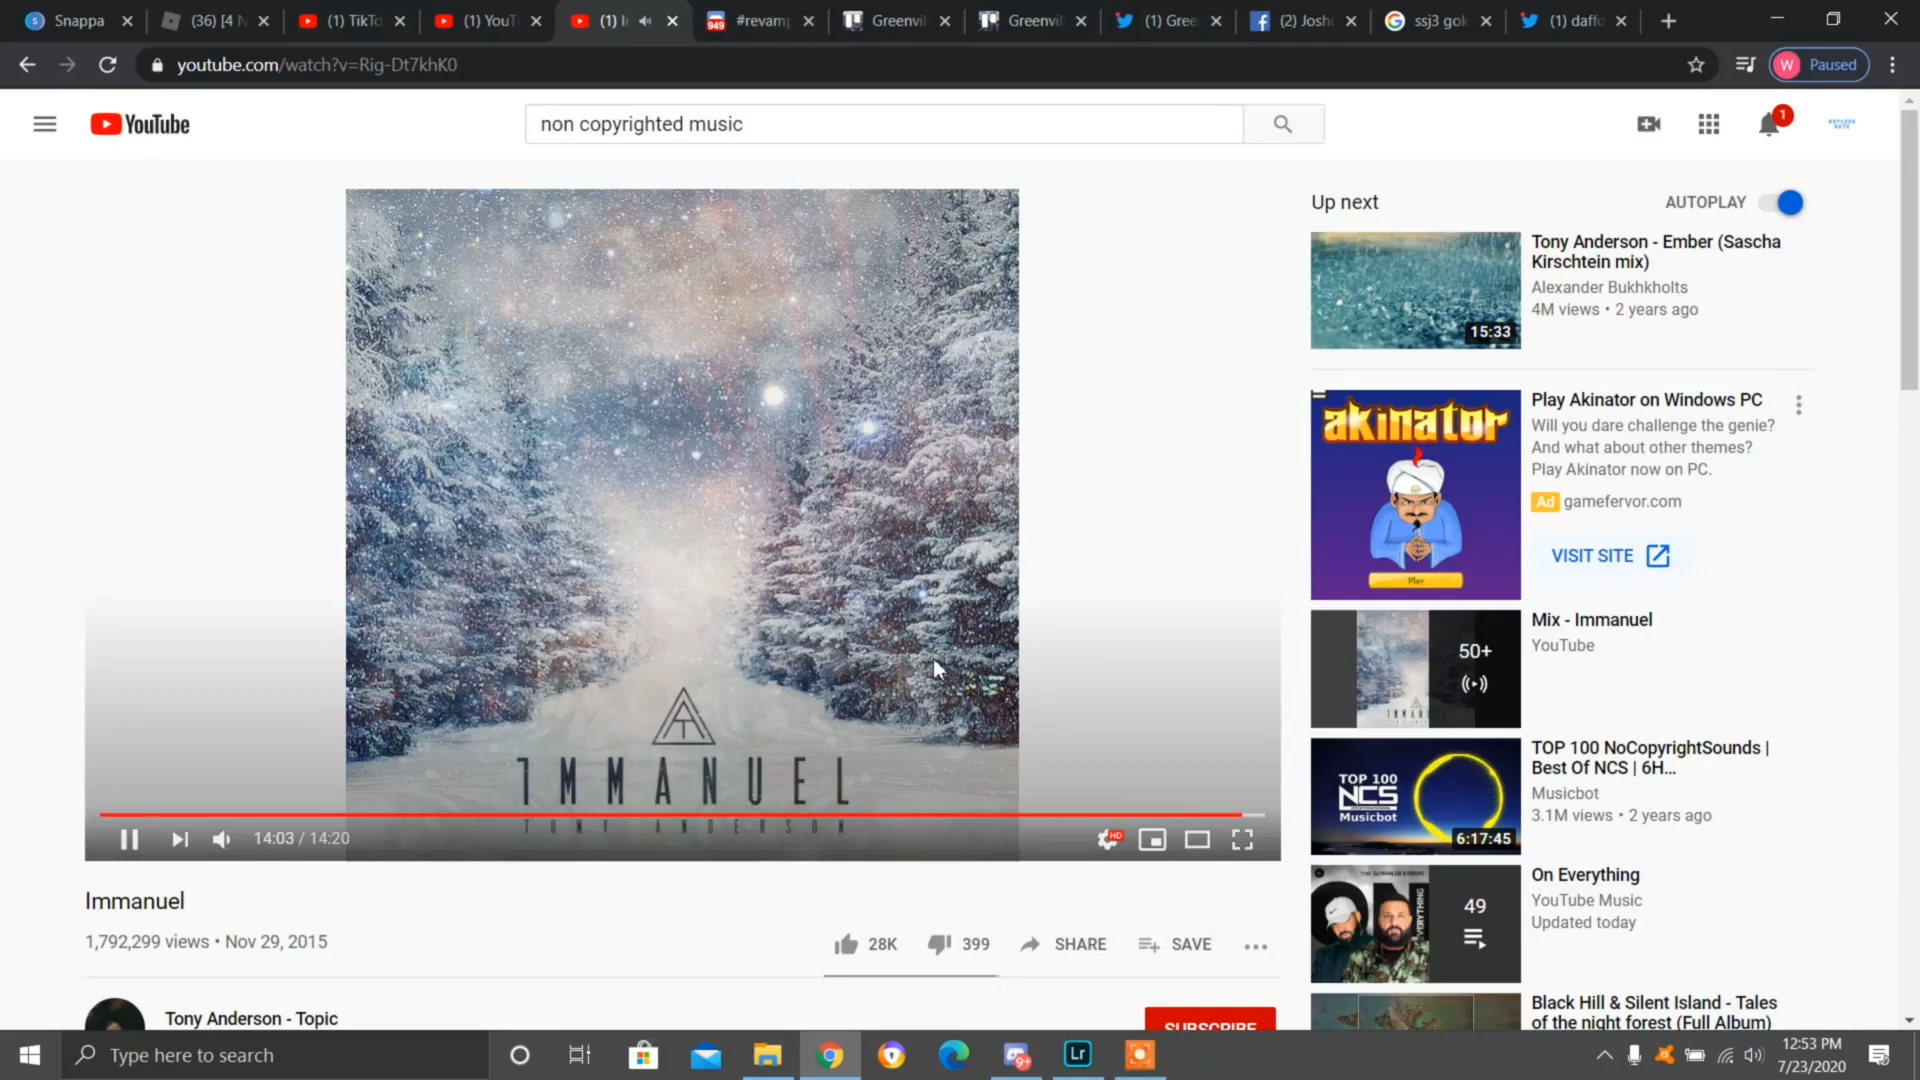 Snappa
(36) [4 N
(1) TikTo
(1) YouT
(1) I
#revam
Greenvil
Greenvil
(1) Gree
(2) Josh
ssj3 gok
(1) daffo
youtube.com/watch?v=Rig-Dt7khK0
W Paused
YouTube
non copyrighted music
1
Up next
AUTOPLAY
Tony Anderson - Ember (Sascha
Kirschtein mix)
Alexander Bukhkholts
4M views • 2 years ago
15:33
akinator
Play
Play Akinator on Windows PC
Will you dare challenge the genie?
And what about other themes?
Play Akinator now on PC.
Ad gamefervor.com
VISIT SITE
Mix - Immanuel
YouTube
50+
TOP 100 NoCopyrightSounds |
Best Of NCS | 6H...
Musicbot
3.1M views • 2 years ago
TOP 100
NCS
Musicbot
6:17:45
On Everything
YouTube Music
Updated today
49
Black Hill & Silent Island - Tales
of the night forest (Full Album)
IMMANUEL
TONY ANDERSON
14:03 / 14:20
HD
Immanuel
1,792,299 views • Nov 29, 2015
28K
399
SHARE
SAVE
Tony Anderson - Topic
SUBSCRIBE
Type here to search
9+
Lr
12:53 PM
7/23/2020